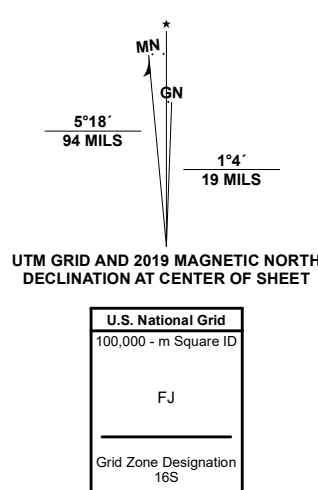 MN
GN
5°18´
94 MILS
1°4´
19 MILS
UTM GRID AND 2019 MAGNETIC NORTH
DECLINATION AT CENTER OF SHEET
U.S. National Grid
100,000 - m Square ID
FJ
Grid Zone Designation
16S